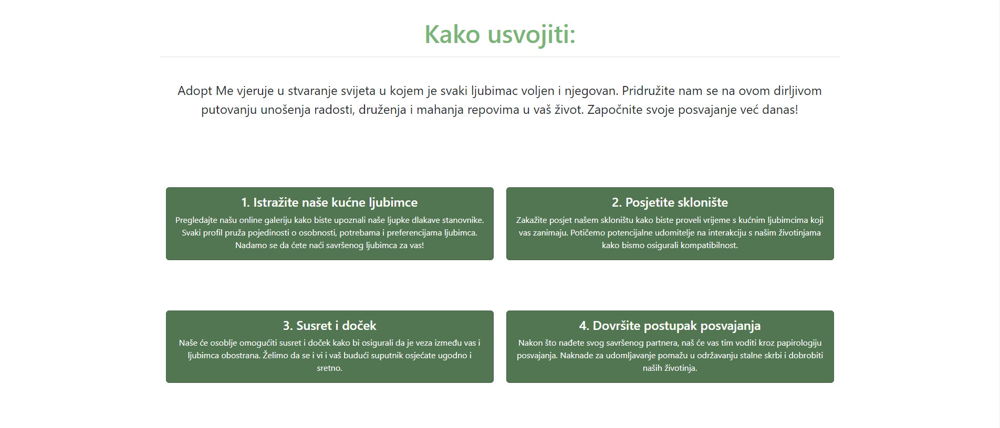 Kako usvojiti:
Adopt Me vjeruje u stvaranje svijeta u kojem je svaki ljubimac voljen i njegovan. Pridružite nam se na ovom dirljivom
putovanju unošenja radosti, druženja i mahanja repovima u vaš život. Započnite svoje posvajanje već danas!
1. Istražite naše kućne ljubimce
Pregledajte našu online galeriju kako biste upoznali naše ljupke dlakave stanovnike.
Svaki profil pruža pojedinosti o osobnosti, potrebama i preferencijama ljubimca.
Nadamo se da ćete naći savršenog ljubimca za vas!
2. Posjetite sklonište
Zakažite posjet našem skloništu kako biste proveli vrijeme s kućnim ljubimcima koji
vas zanimaju. Potičemo potencijalne udomitelje na interakciju s našim životinjama
kako bismo osigurali kompatibilnost.
3. Susret i doček
Naše će osoblje omogućiti susret i doček kako bi osigurali da je veza između vas i
ljubimca obostrana. Želimo da se i vi i vaš budući suputnik osjećate ugodno i
sretno.
4. Dovršite postupak posvajanja
Nakon što nađete svog savršenog partnera, naš će vas tim voditi kroz papirologiju
posvajanja. Naknade za udomljavanje pomažu u održavanju stalne skrbi i dobrobiti
naših životinja.